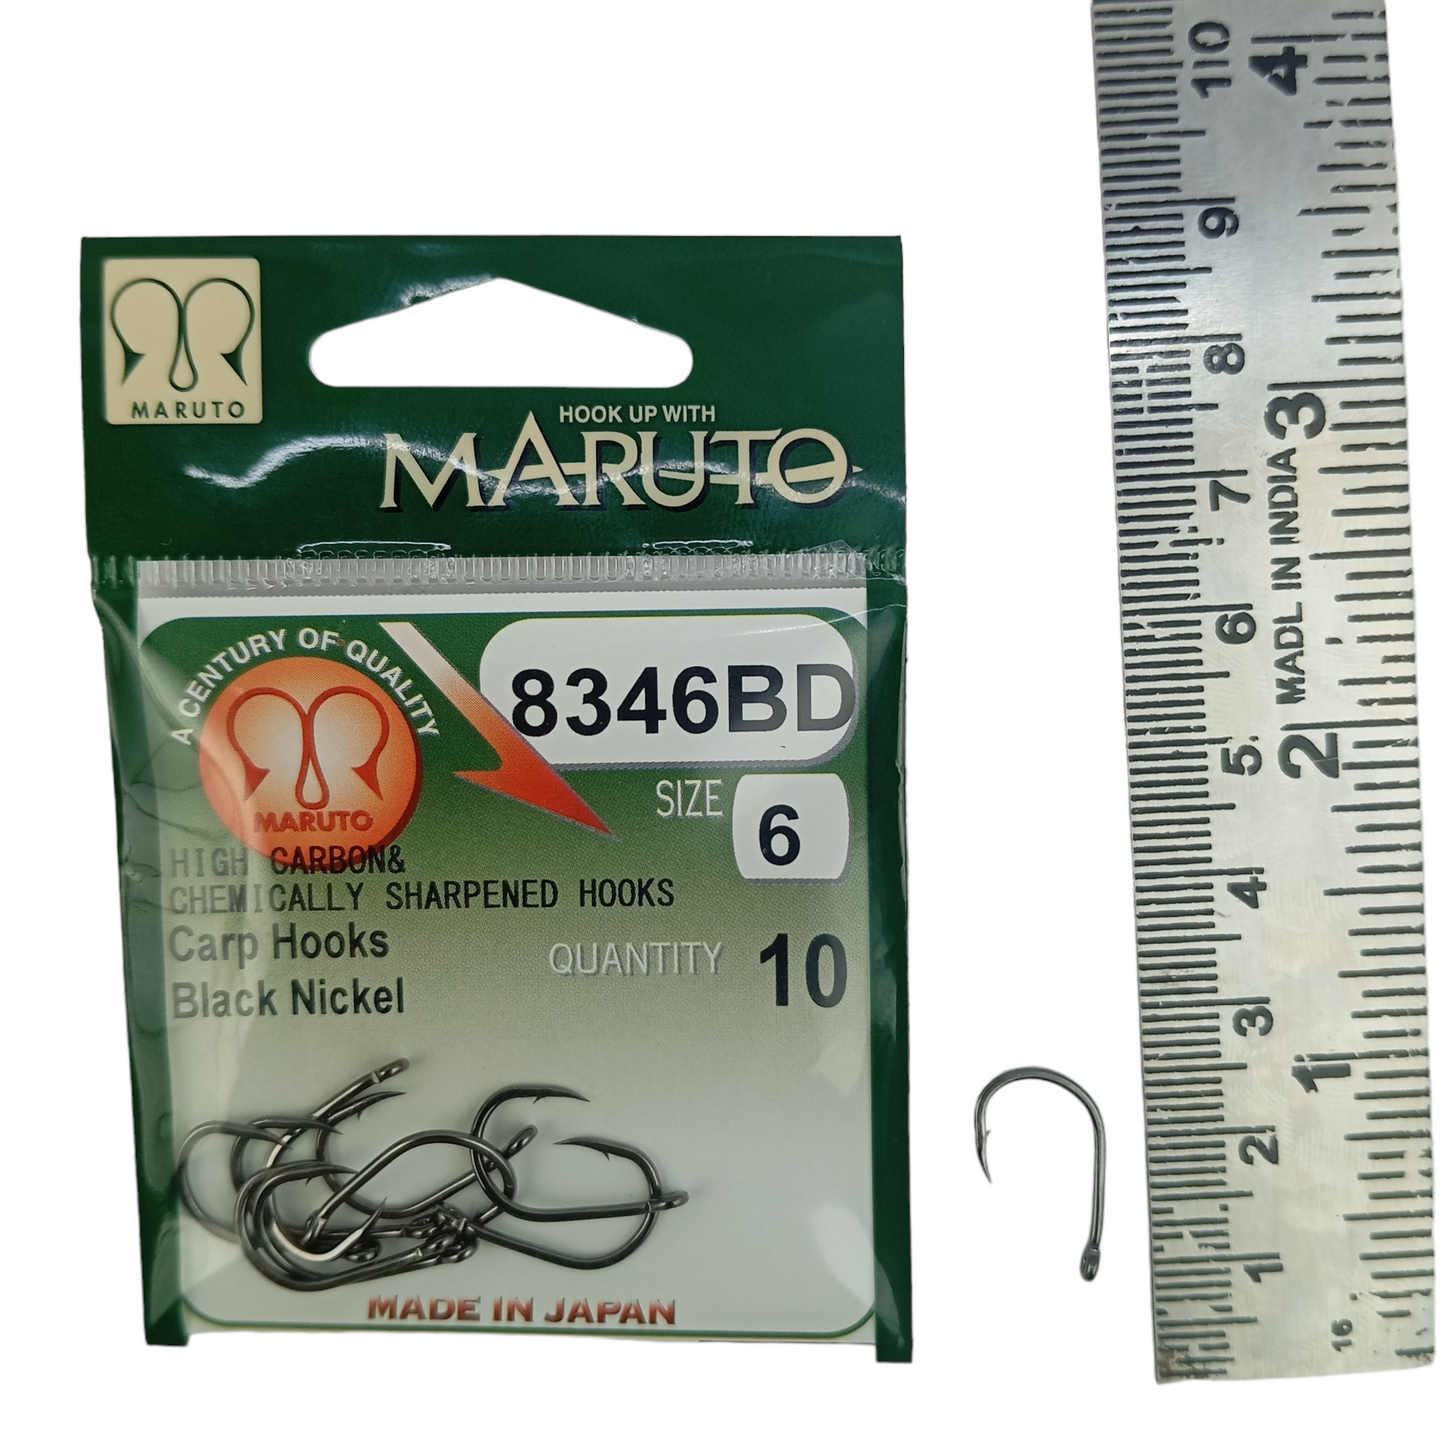 MARUTO
HOOK UP WITH
MARUTO
A CENTURY OF QUALITY
MARUTO
8346BD
SIZE
6
HIGH CARBON&
CHEMICALLY SHARPENED HOOKS
Carp Hooks
Black Nickel
QUANTITY
10
MADE IN JAPAN
10
9
8
7
6
5
4
3
2
1
4
3
MADE IN INDIA
2
1
16